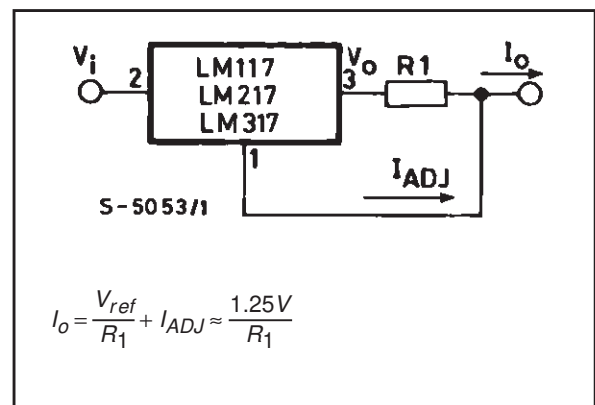 Vi
2
LM117
LM217
LM317
Vo
3
R1
Io
1
IADJ
S-5053/1
Io = Vref/R1 + IADJ ≈ 1.25V/R1